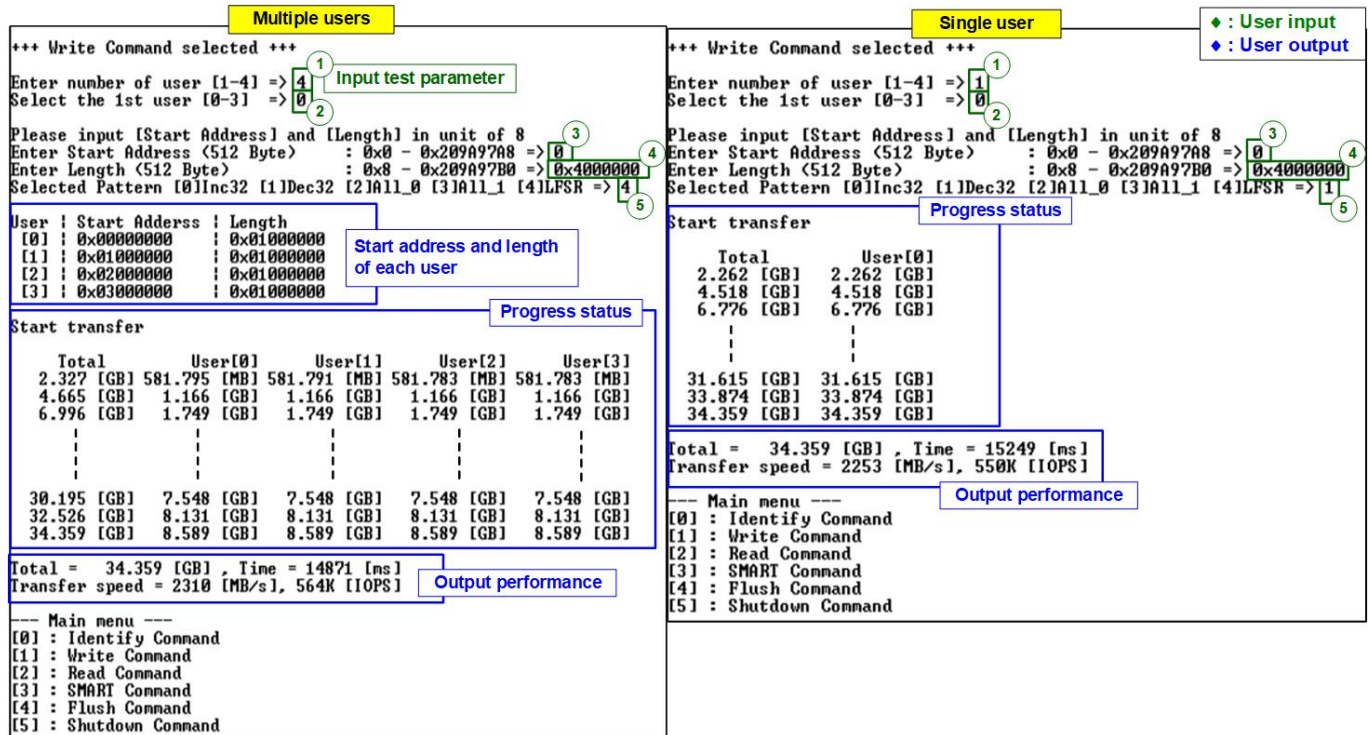 Multiple users
+++ Write Command selected +++
Enter number of user [1-4] => 4
1
Input test parameter
Select the 1st user [0-3] => 0
2
Please input [Start Address] and [Length] in unit of 8
3
Enter Start Address (512 Byte) : 0x0 - 0x209A97A8 => 0
4
Enter Length (512 Byte) : 0x8 - 0x209A97B0 => 0x4000000
Selected Pattern [0]Inc32 [1]Dec32 [2]All_0 [3]All_1 [4]LFSR => 4
5
User ¦ Start Adderss ¦ Length
[0] ¦ 0x00000000 ¦ 0x01000000
[1] ¦ 0x01000000 ¦ 0x01000000
[2] ¦ 0x02000000 ¦ 0x01000000
[3] ¦ 0x03000000 ¦ 0x01000000
Start address and length
of each user
Progress status
Start transfer
Total User[0] User[1] User[2] User[3]
2.327 [GB] 581.795 [MB] 581.791 [MB] 581.783 [MB] 581.783 [MB]
4.665 [GB] 1.166 [GB] 1.166 [GB] 1.166 [GB] 1.166 [GB]
6.996 [GB] 1.749 [GB] 1.749 [GB] 1.749 [GB] 1.749 [GB]
30.195 [GB] 7.548 [GB] 7.548 [GB] 7.548 [GB] 7.548 [GB]
32.526 [GB] 8.131 [GB] 8.131 [GB] 8.131 [GB] 8.131 [GB]
34.359 [GB] 8.589 [GB] 8.589 [GB] 8.589 [GB] 8.589 [GB]
Total = 34.359 [GB] , Time = 14871 [ms]
Transfer speed = 2310 [MB/s], 564K [IOPS]
Output performance
--- Main menu ---
[0] : Identify Command
[1] : Write Command
[2] : Read Command
[3] : SMART Command
[4] : Flush Command
[5] : Shutdown Command
Single user
♦ : User input
♦ : User output
+++ Write Command selected +++
1
Enter number of user [1-4] => 1
Select the 1st user [0-3] => 0
2
Please input [Start Address] and [Length] in unit of 8
3
Enter Start Address (512 Byte) : 0x0 - 0x209A97A8 => 0
4
Enter Length (512 Byte) : 0x8 - 0x209A97B0 => 0x4000000
Selected Pattern [0]Inc32 [1]Dec32 [2]All_0 [3]All_1 [4]LFSR => 1
5
Progress status
Start transfer
Total User[0]
2.262 [GB] 2.262 [GB]
4.518 [GB] 4.518 [GB]
6.776 [GB] 6.776 [GB]
31.615 [GB] 31.615 [GB]
33.874 [GB] 33.874 [GB]
34.359 [GB] 34.359 [GB]
Total = 34.359 [GB] , Time = 15249 [ms]
Transfer speed = 2253 [MB/s], 550K [IOPS]
Output performance
--- Main menu ---
[0] : Identify Command
[1] : Write Command
[2] : Read Command
[3] : SMART Command
[4] : Flush Command
[5] : Shutdown Command